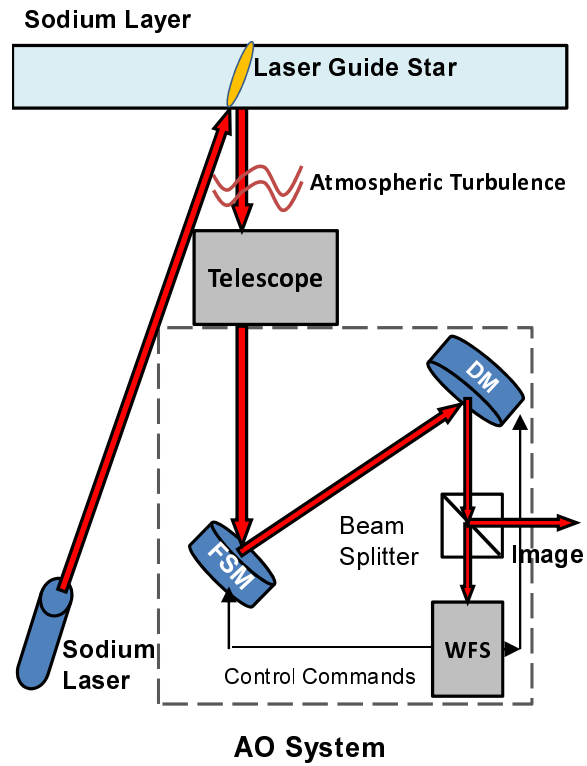 Sodium Layer
Laser Guide Star
Atmospheric Turbulence
Telescope
DM
Beam
Splitter
Image
FSM
WFS
Sodium
Laser
Control Commands
AO System